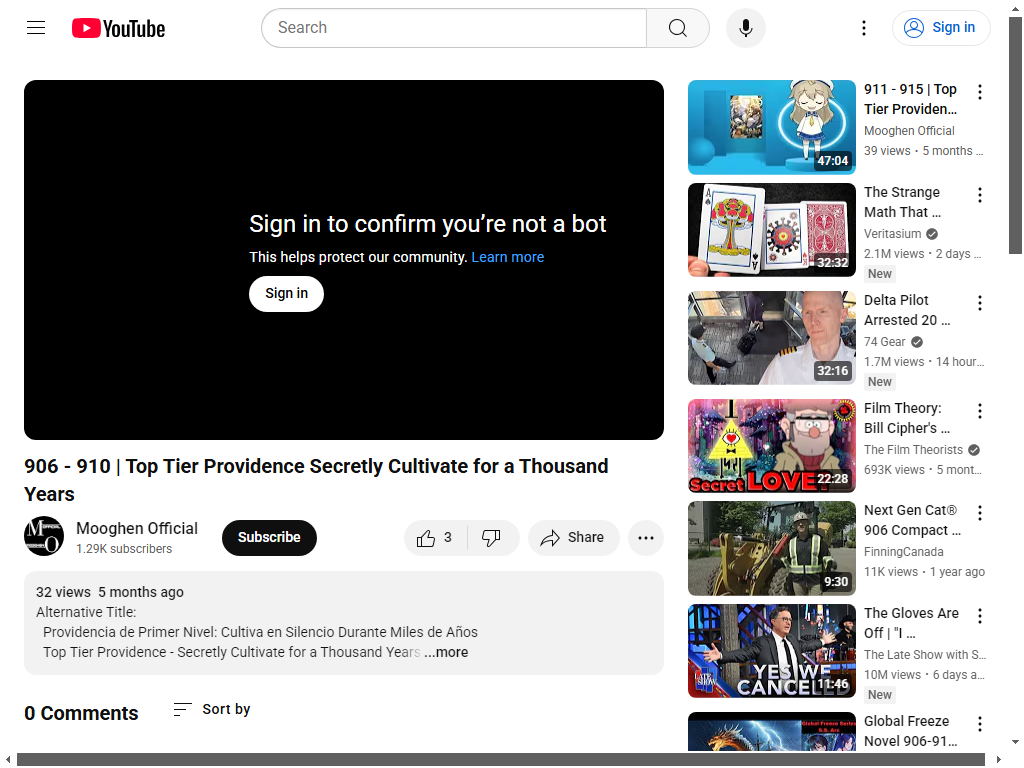 YouTube
Search
Sign in
Sign in to confirm you're not a bot
This helps protect our community. Learn more
Sign in
906 - 910 | Top Tier Providence Secretly Cultivate for a Thousand
Years
Mooghen Official
1.29K subscribers
Subscribe
3
Share
32 views 5 months ago
Alternative Title:
Providencia de Primer Nivel: Cultiva en Silencio Durante Miles de Años
Top Tier Providence - Secretly Cultivate for a Thousand Years ...more
0 Comments
Sort by
47:04
911 - 915 | Top
Tier Providen…
Mooghen Official
39 views • 5 months …
32:32
The Strange
Math That …
Veritasium
2.1M views • 2 days …
New
32:16
Delta Pilot
Arrested 20 …
74 Gear
1.7M views • 14 hour…
New
Secret LOVE?
22:28
Film Theory:
Bill Cipher's …
The Film Theorists
693K views • 5 mont…
9:30
Next Gen Cat®
906 Compact …
FinningCanada
11K views • 1 year ago
YES WE
CANCELLED
LATE SHOW
11:46
The Gloves Are
Off | "I …
The Late Show with S…
10M views • 6 days a…
New
Global Freeze Series
S.S. Arc
Global Freeze
Novel 906-91…